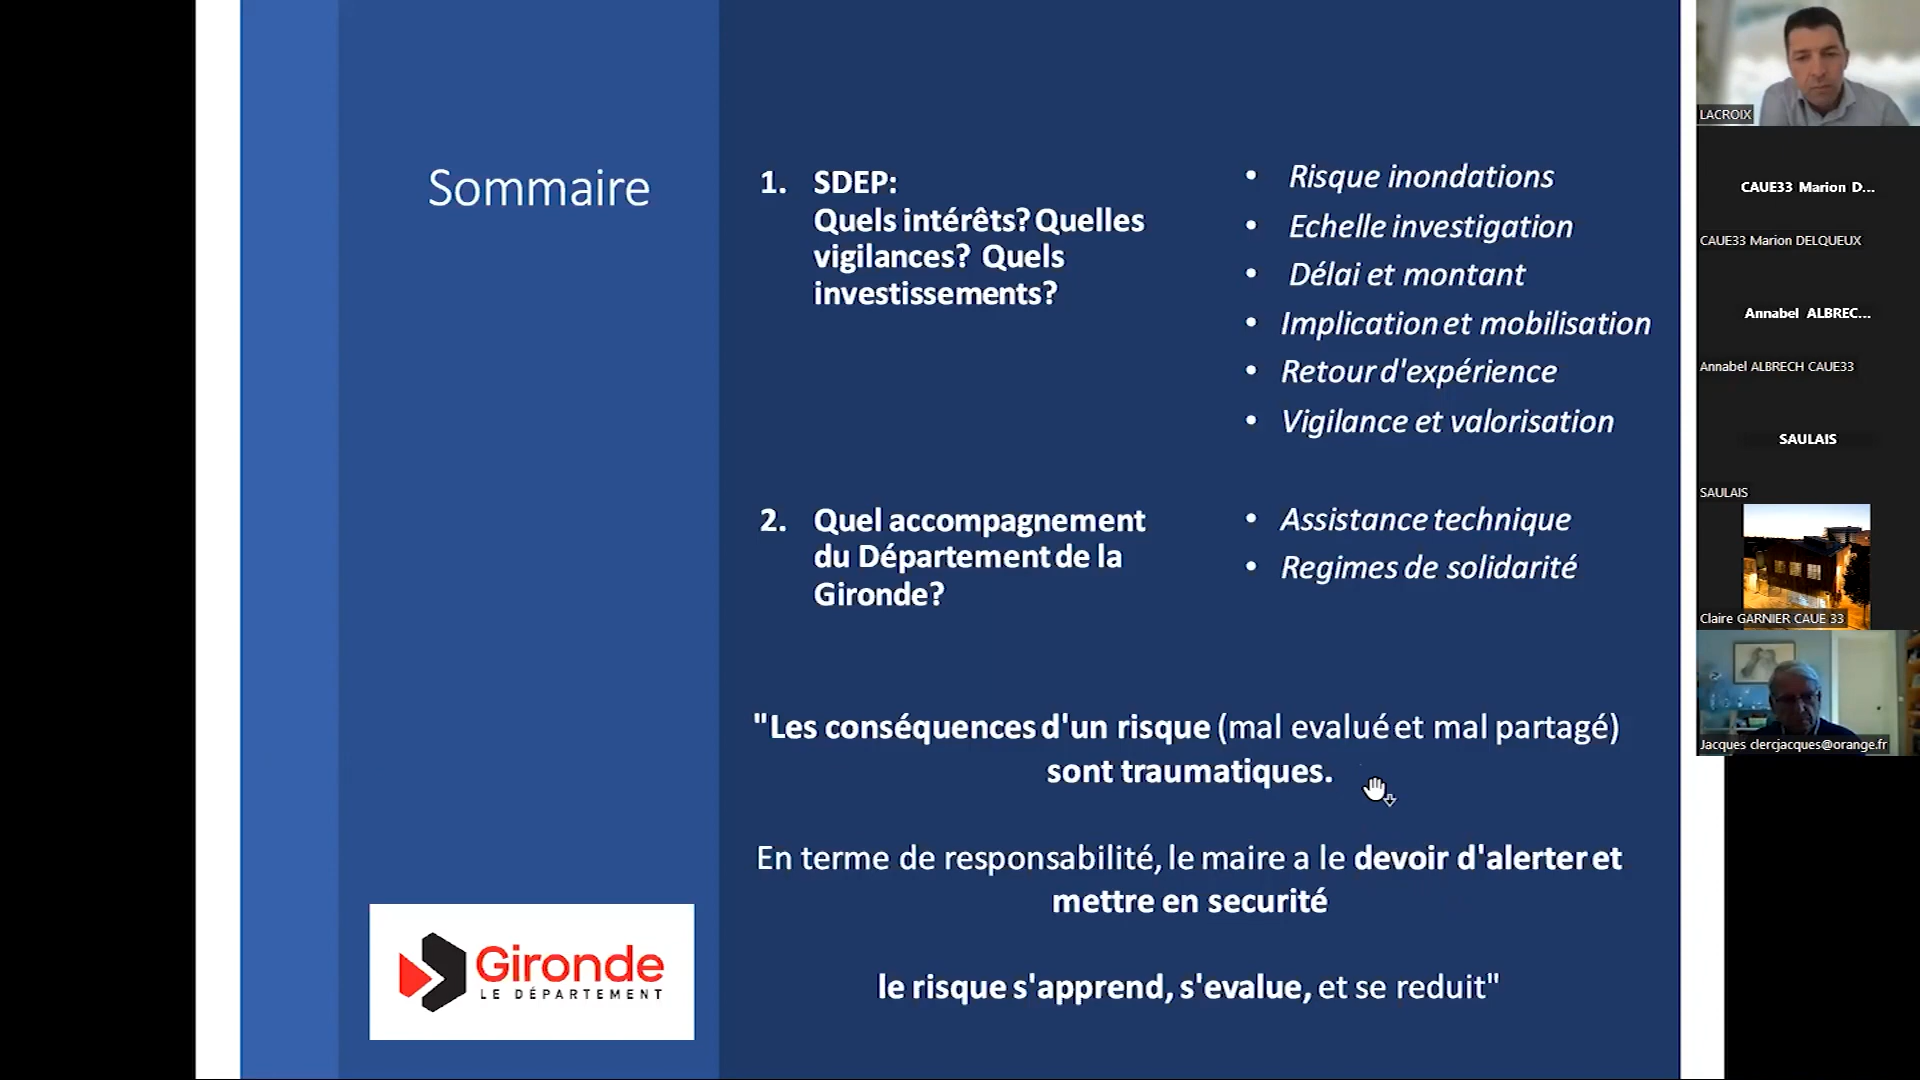 Sommaire
1. SDEP:
Quels intérêts? Quelles
vigilances? Quels
investissements?
• Risque inondations
• Echelle investigation
• Délai et montant
• Implication et mobilisation
• Retour d'expérience
• Vigilance et valorisation
2. Quel accompagnement
du Département de la
Gironde?
• Assistance technique
• Regimes de solidarité
"Les conséquences d'un risque (mal evalué et mal partagé)
sont traumatiques.
En terme de responsabilité, le maire a le devoir d'alerter et
mettre en securité
le risque s'apprend, s'evalue, et se reduit"
Gironde
LE DÉPARTEMENT
LACROIX
CAUE33 Marion D...
CAUE33 Marion DELQUEUX
Annabel ALBREC...
Annabel ALBRECH CAUE33
SAULAIS
SAULAIS
Claire GARNIER CAUE 33
Jacques clercjacques@orange.fr